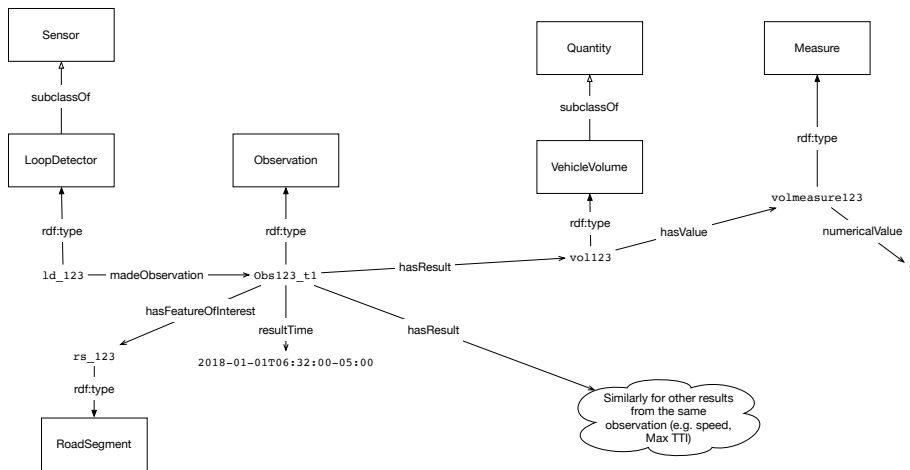 Sensor
Quantity
Measure
subclassOf
subclassOf
rdf:type
LoopDetector
Observation
VehicleVolume
volmeasure123
rdf:type
rdf:type
rdf:type
hasValue
numericalValue
ld_123
madeObservation
Obs123_t1
hasResult
vol123
hasFeatureOfInterest
resultTime
hasResult
rs_123
2018-01-01T06:32:00-05:00
rdf:type
RoadSegment
Similarly for other results
from the same
observation (e.g. speed,
Max TTI)